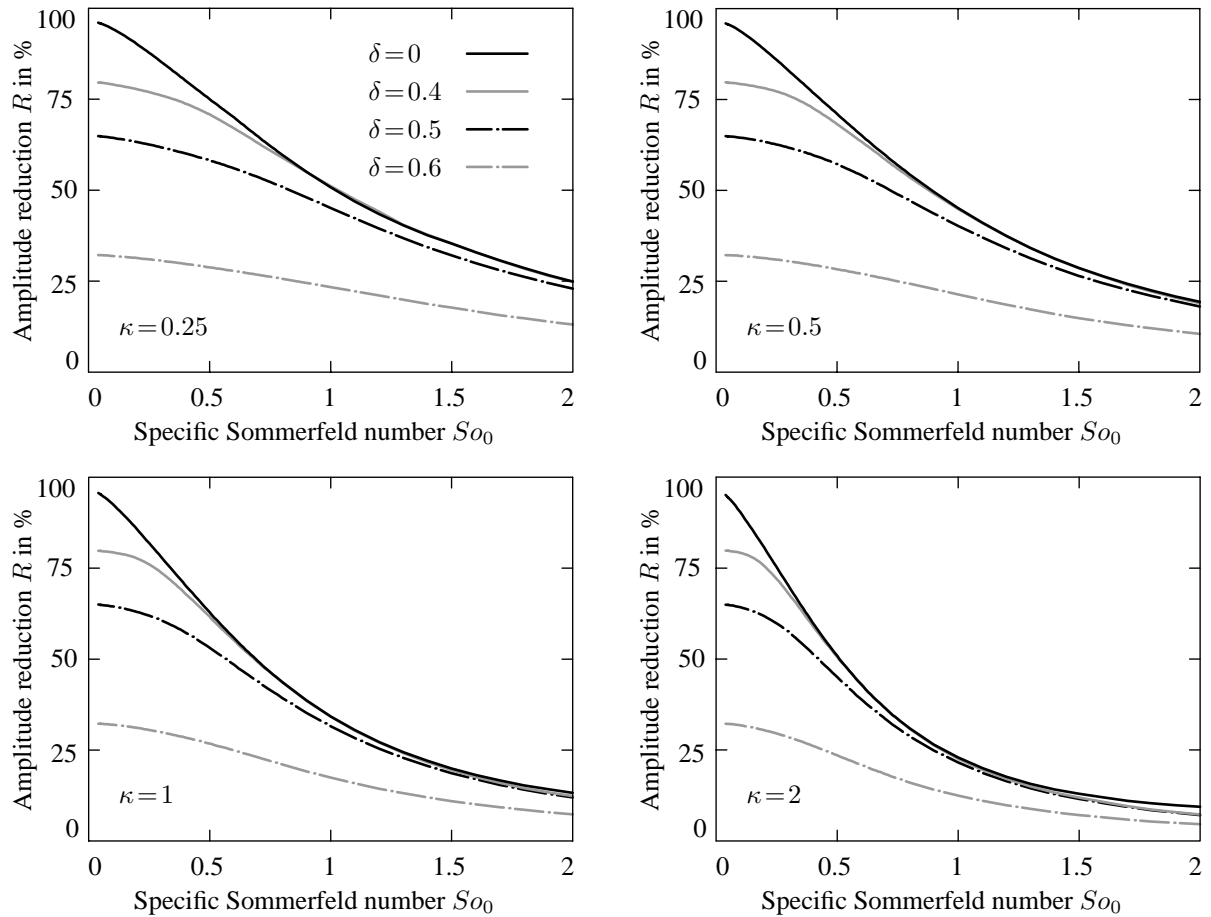 100
75
50
25
0
Amplitude reduction R in %
δ=0
δ=0.4
δ=0.5
δ=0.6
κ=0.25
0 0.5 1 1.5 2
Specific Sommerfeld number So₀
100
75
50
25
0
Amplitude reduction R in %
κ=0.5
0 0.5 1 1.5 2
Specific Sommerfeld number So₀
100
75
50
25
0
Amplitude reduction R in %
κ=1
0 0.5 1 1.5 2
Specific Sommerfeld number So₀
100
75
50
25
0
Amplitude reduction R in %
κ=2
0 0.5 1 1.5 2
Specific Sommerfeld number So₀